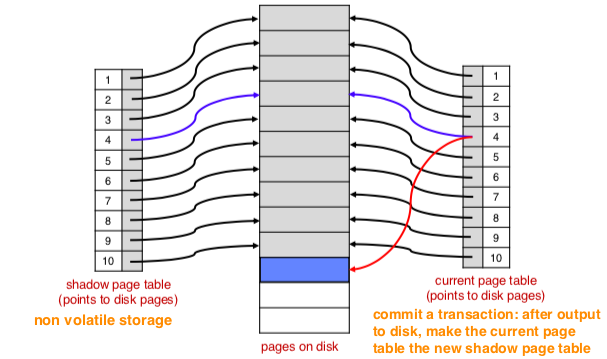 1
2
3
4
5
6
7
8
9
10
shadow page table
(points to disk pages)
non volatile storage
pages on disk
1
2
3
4
5
6
7
8
9
10
current page table
(points to disk pages)
commit a transaction: after output
to disk, make the current page
table the new shadow page table